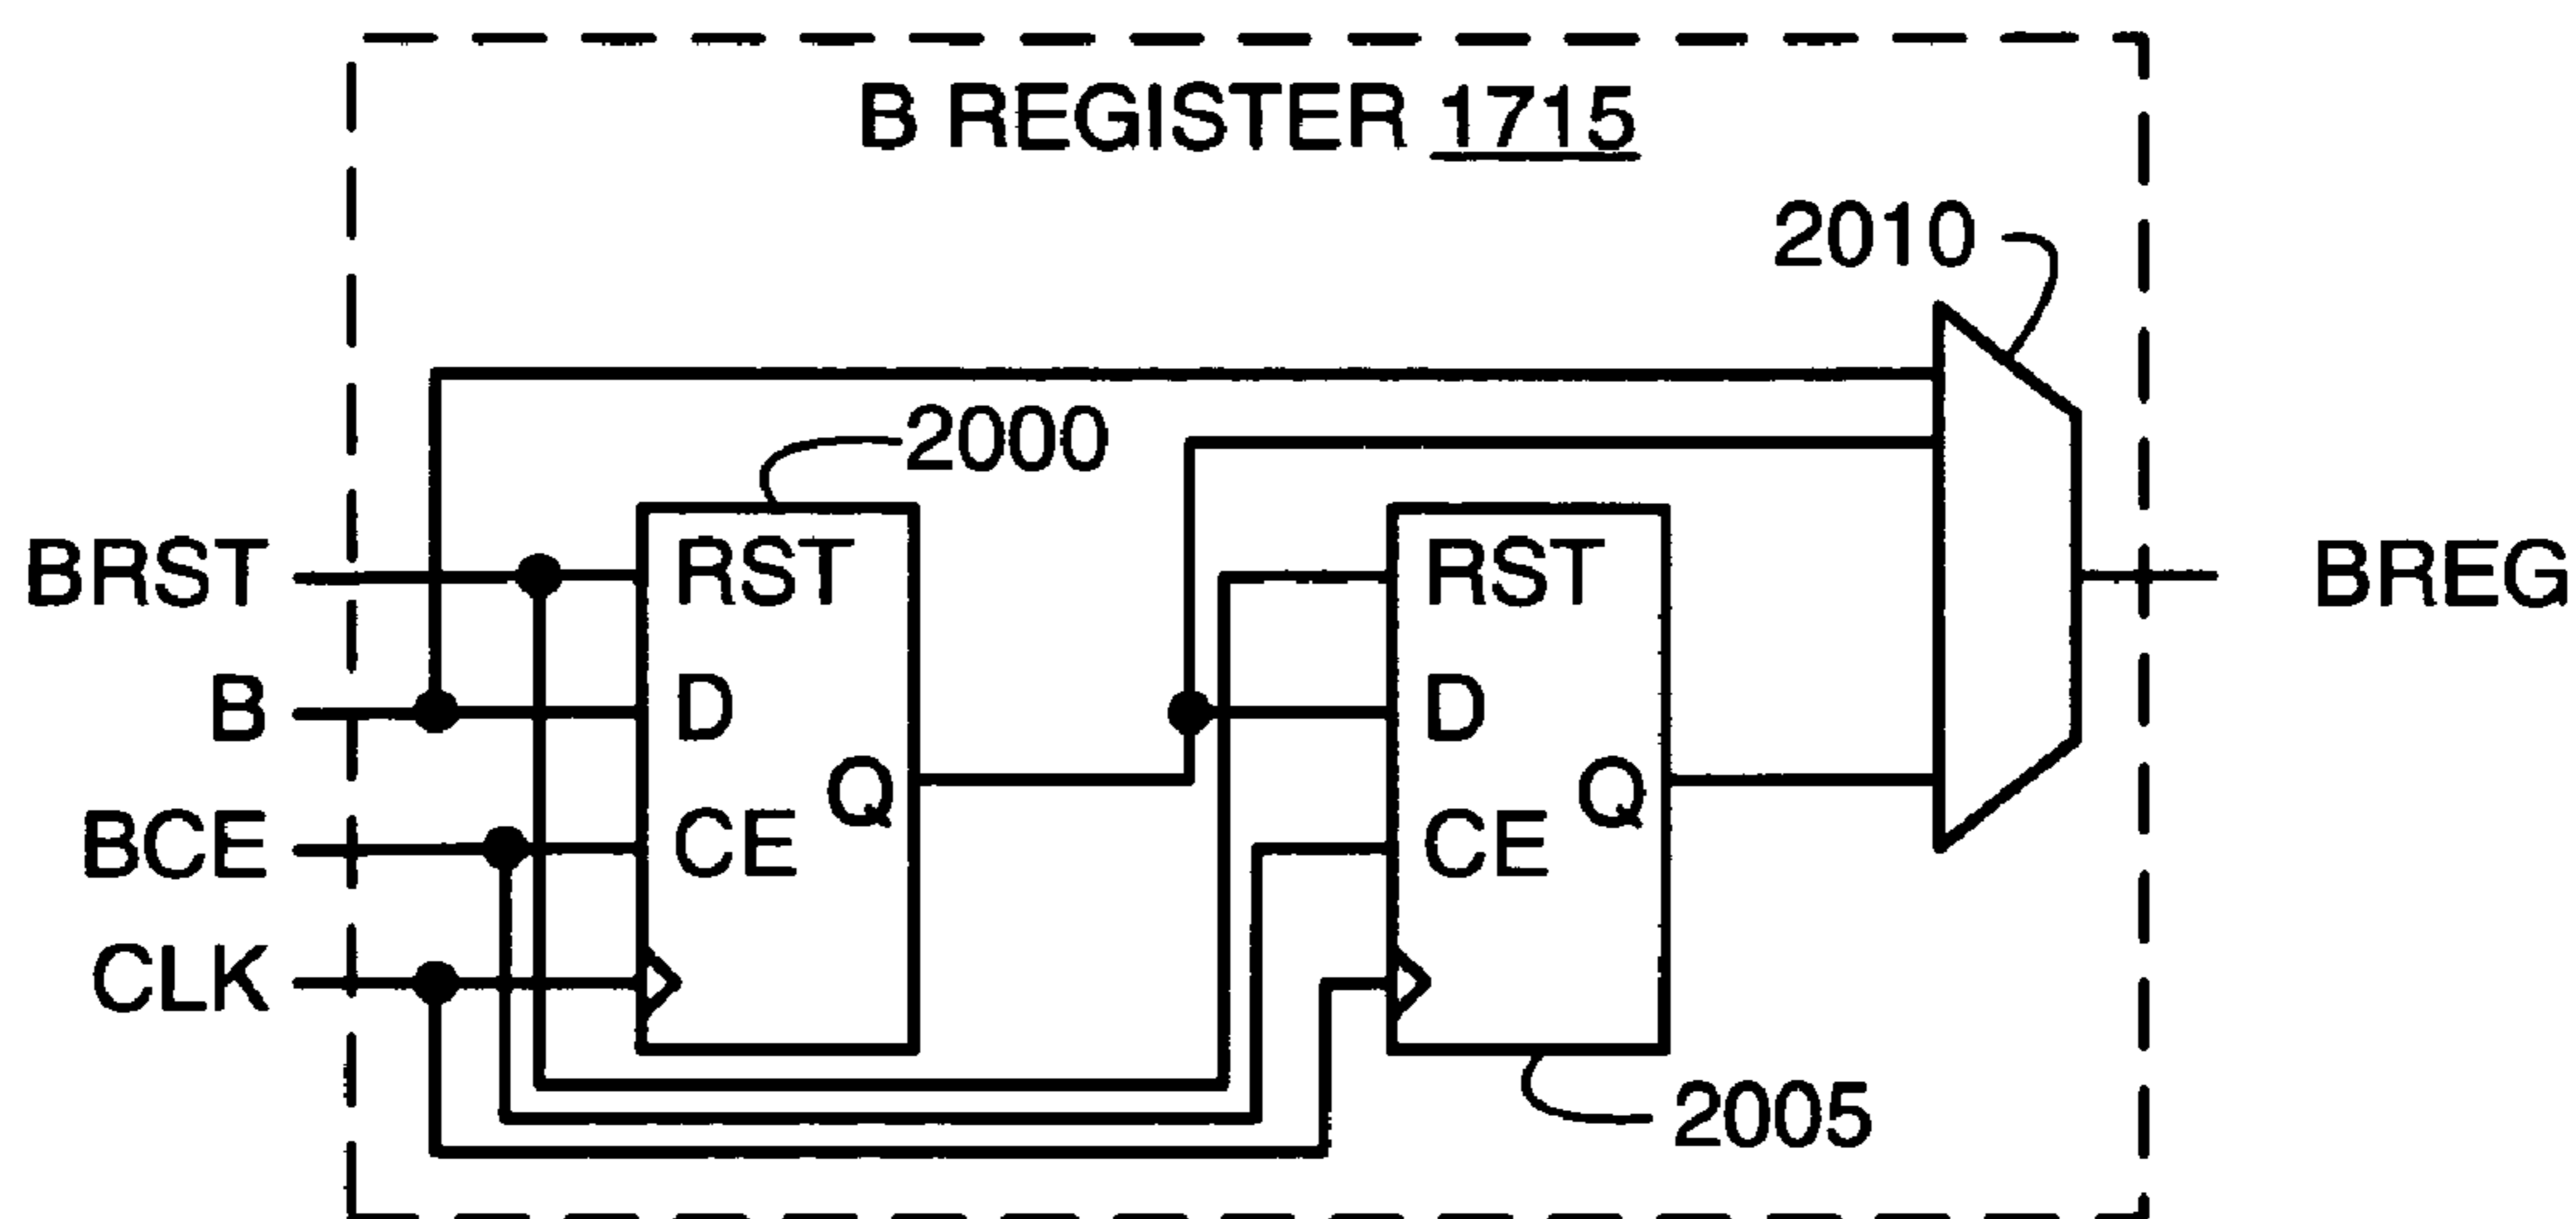 B REGISTER 1715
2010
2000
BRST
RST
RST
BREG
B
D
D
Q
Q
BCE
CE
CE
CLK
2005